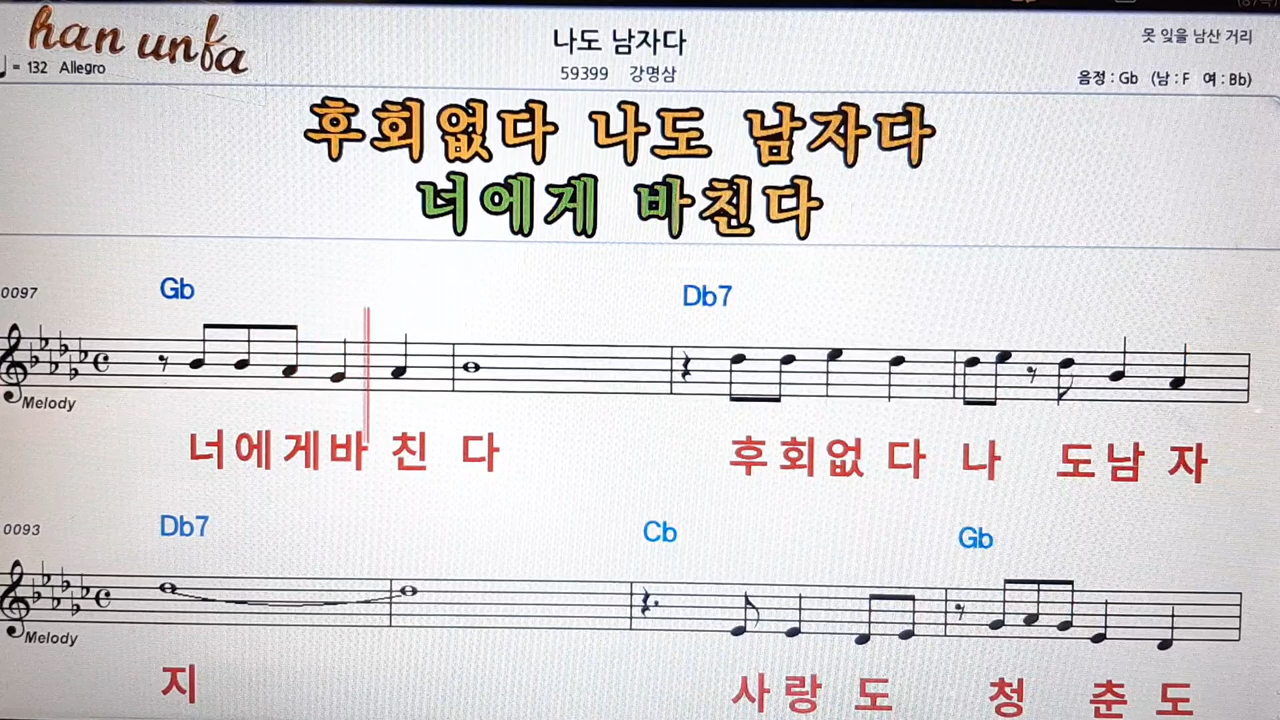 han unfa
나도 남자다
못 잊을 남산 거리
= 132 Allegro
59399 강명삼
음정 : Gb (남 : F 여 : Bb)
후회없다 나도 남자다
너에게 바친다
0097
Gb Db7
Melody
너에게바 친 다 후회없 다 나 도남 자
0093
Db7 Cb Gb
Melody
지 사랑 도 청 춘 도